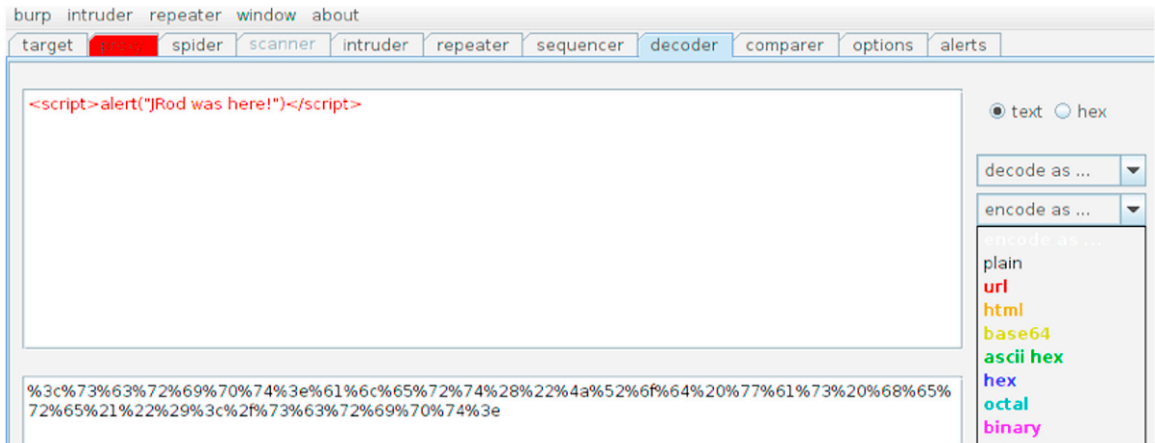 burp intruder repeater window about
target proxy spider scanner intruder repeater sequencer decoder comparer options alerts
<script>alert("JRod was here!")</script>
text hex
decode as ...
encode as ...
encode as ...
plain
url
html
base64
ascii hex
hex
octal
binary
%3c%73%63%72%69%70%74%3e%61%6c%65%72%74%28%22%4a%52%6f%64%20%77%61%73%20%68%65%
72%65%21%22%29%3c%2f%73%63%72%69%70%74%3e